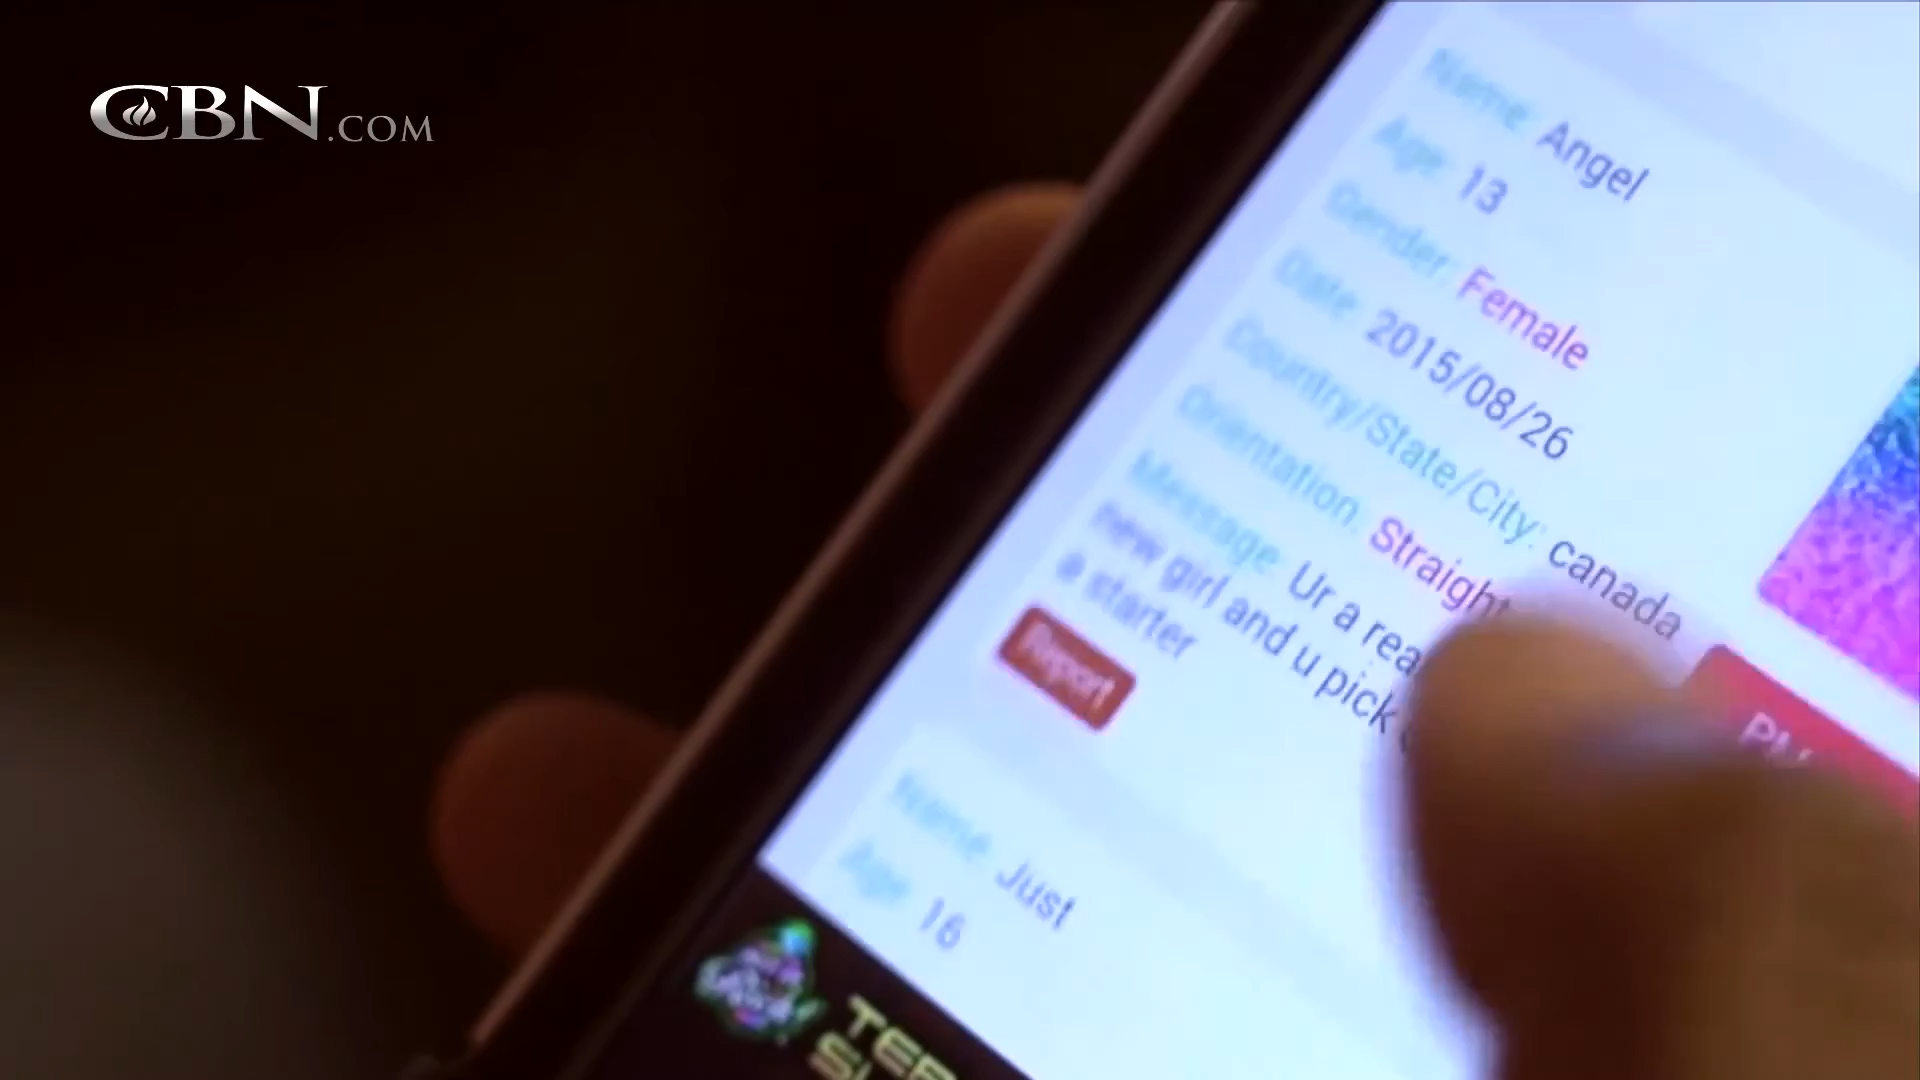 CBN.COM
Name: Angel
Age: 13
Gender: Female
Date: 2015/08/26
Country/State/City: canada
Orientation: Straight
Message: Ur a
new girl and u pick
a starter
Report
Name: Just
Age: 16